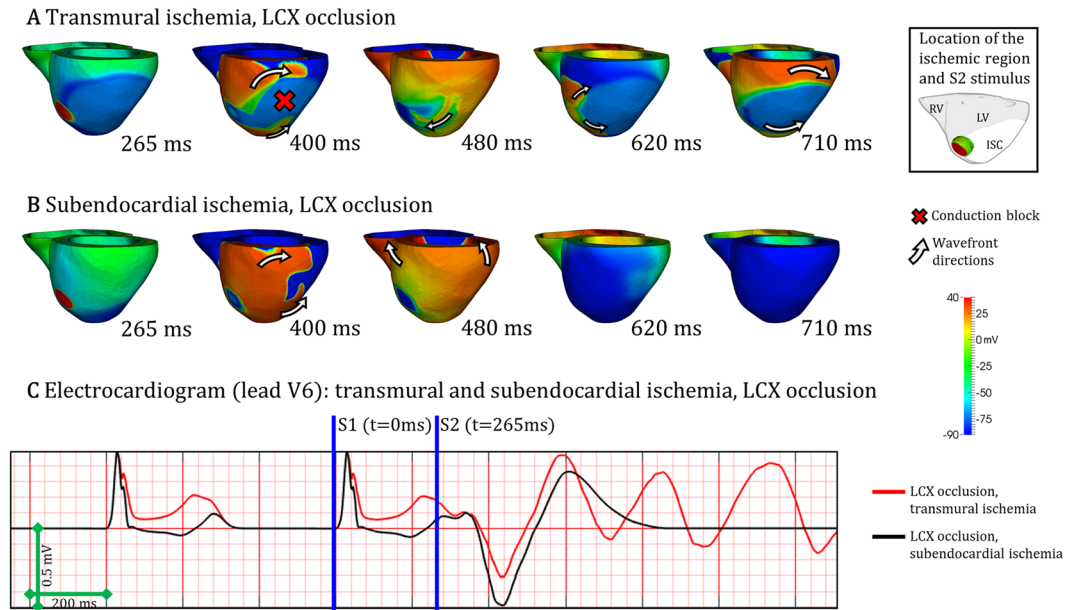 A Transmural ischemia, LCX occlusion
265 ms
400 ms
480 ms
620 ms
710 ms
Location of the
ischemic region
and S2 stimulus
RV
LV
ISC
B Subendocardial ischemia, LCX occlusion
265 ms
400 ms
480 ms
620 ms
710 ms
Conduction block
Wavefront
directions
40
25
0 mV
-25
-50
-75
-90
C Electrocardiogram (lead V6): transmural and subendocardial ischemia, LCX occlusion
S1 (t=0ms)
S2 (t=265ms)
0.5 mV
200 ms
LCX occlusion,
transmural ischemia
LCX occlusion,
subendocardial ischemia